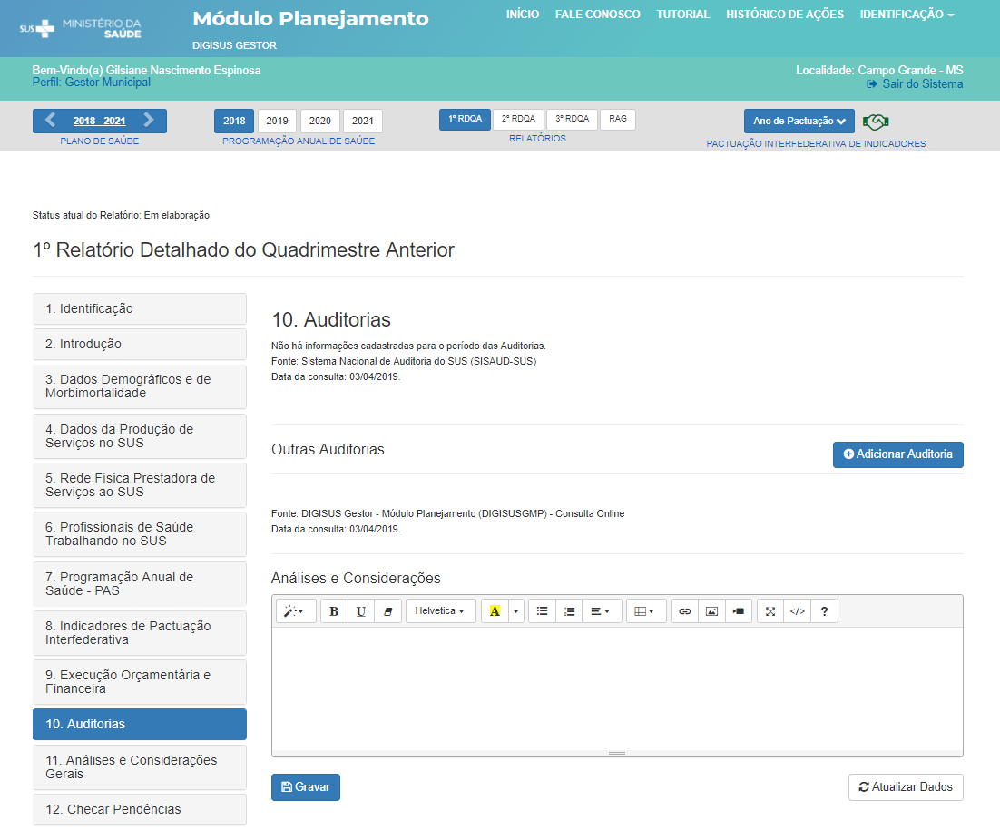 SUS MINISTÉRIO DA SAÚDE
Módulo Planejamento
DIGISUS GESTOR
INÍCIO FALE CONOSCO TUTORIAL HISTÓRICO DE AÇÕES IDENTIFICAÇÃO
Bem-Vindo(a) Gilsiane Nascimento Espinosa
Perfil: Gestor Municipal
Localidade: Campo Grande - MS
Sair do Sistema
2018 - 2021
PLANO DE SAÚDE
2018 2019 2020 2021
PROGRAMAÇÃO ANUAL DE SAÚDE
1º RDQA 2º RDQA 3º RDQA RAG
RELATÓRIOS
Ano de Pactuação
PACTUAÇÃO INTERFEDERATIVA DE INDICADORES
Status atual do Relatório: Em elaboração
1º Relatório Detalhado do Quadrimestre Anterior
1. Identificação
2. Introdução
3. Dados Demográficos e de
Morbimortalidade
4. Dados da Produção de
Serviços no SUS
5. Rede Física Prestadora de
Serviços ao SUS
6. Profissionais de Saúde
Trabalhando no SUS
7. Programação Anual de
Saúde - PAS
8. Indicadores de Pactuação
Interfederativa
9. Execução Orçamentária e
Financeira
10. Auditorias
11. Análises e Considerações
Gerais
12. Checar Pendências
10. Auditorias
Não há informações cadastradas para o período das Auditorias.
Fonte: Sistema Nacional de Auditoria do SUS (SISAUD-SUS)
Data da consulta: 03/04/2019.
Outras Auditorias
Adicionar Auditoria
Fonte: DIGISUS Gestor - Módulo Planejamento (DIGISUSGMP) - Consulta Online
Data da consulta: 03/04/2019.
Análises e Considerações
B U Helvetica A </> ?
Gravar
Atualizar Dados